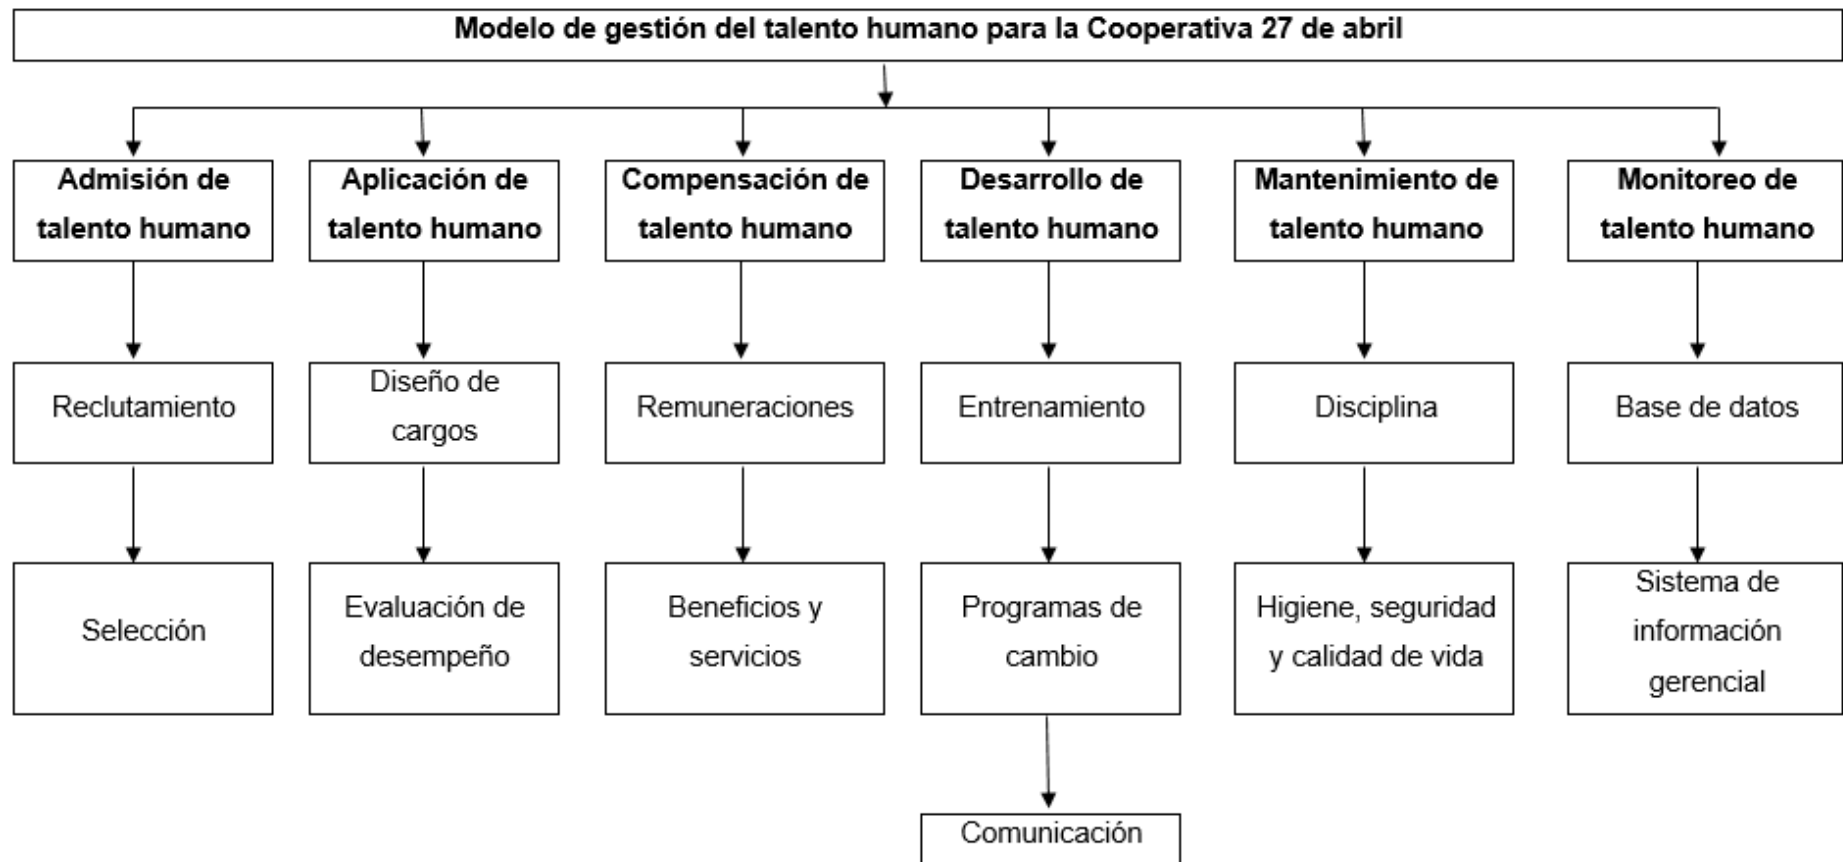 Modelo de gestión del talento humano para la Cooperativa 27 de abril
Admisión de
talento humano
Aplicación de
talento humano
Compensación de
talento humano
Desarrollo de
talento humano
Mantenimiento de
talento humano
Monitoreo de
talento humano
Reclutamiento
Diseño de
cargos
Remuneraciones
Entrenamiento
Disciplina
Base de datos
Selección
Evaluación de
desempeño
Beneficios y
servicios
Programas de
cambio
Higiene, seguridad
y calidad de vida
Sistema de
información
gerencial
Comunicación